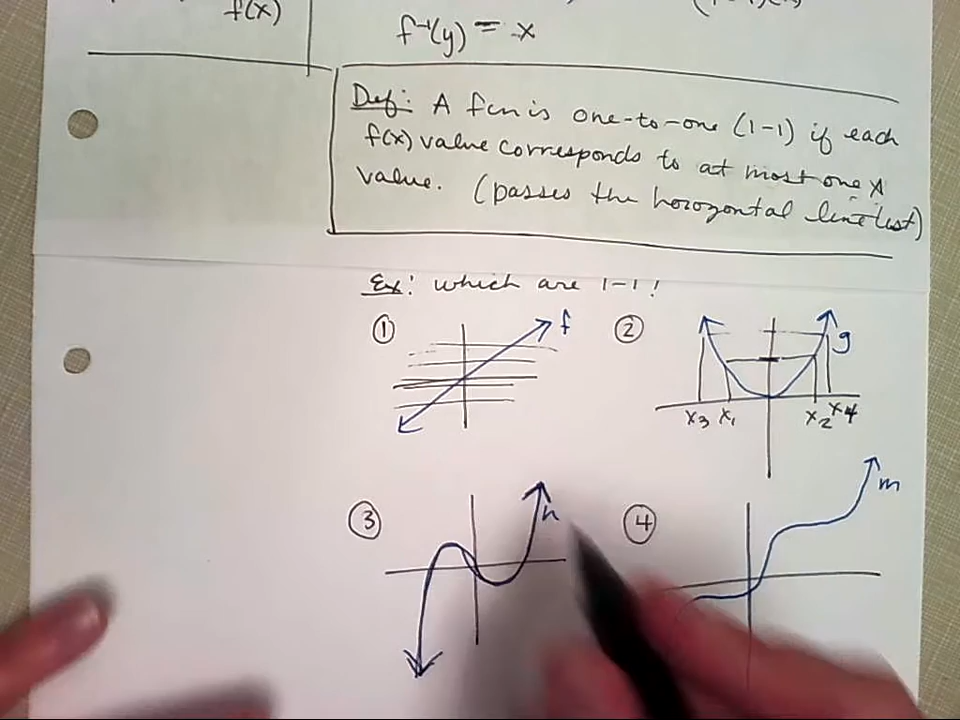 f(x)
f⁻¹(y) = x
Def: A fcn is one-to-one (1-1) if each
f(x) value corresponds to at most one x
value. (passes the horozontal line test)
Ex: which are 1-1?
① f
② g
x3 x1 x2 x4
③ h
④ m